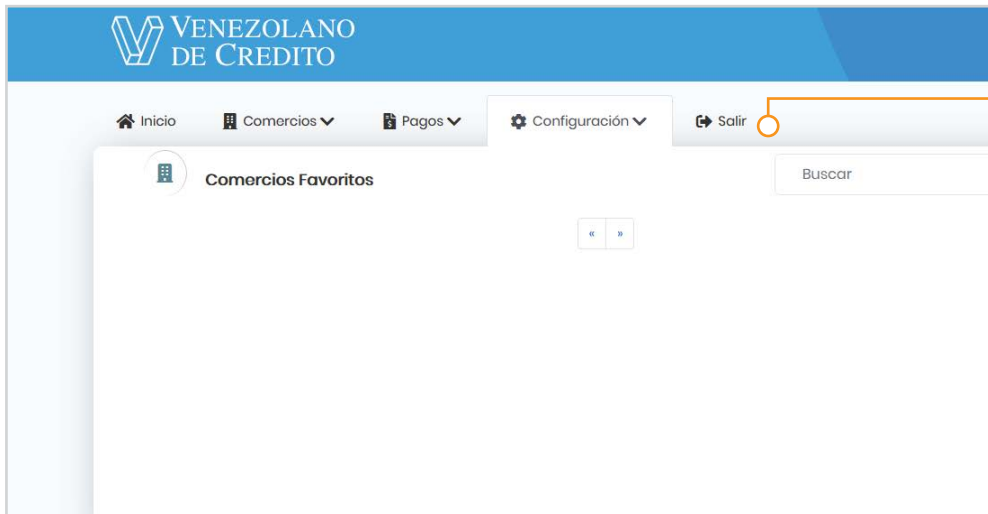 VENEZOLANO
DE CREDITO
Inicio Comercios Pagos Configuración Salir
Comercios Favoritos Buscar
« »